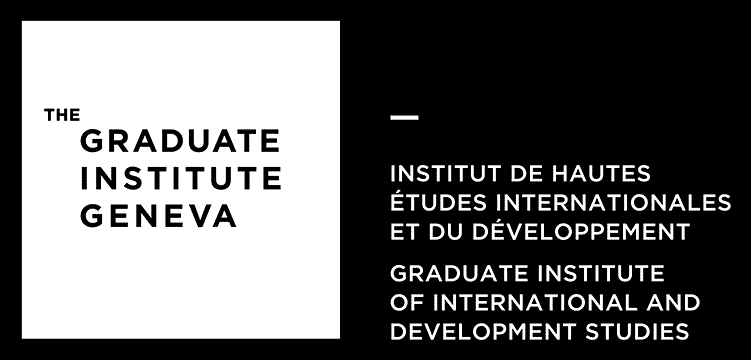 THE
GRADUATE
INSTITUTE
GENEVA
INSTITUT DE HAUTES
ÉTUDES INTERNATIONALES
ET DU DÉVELOPPEMENT
GRADUATE INSTITUTE
OF INTERNATIONAL AND
DEVELOPMENT STUDIES